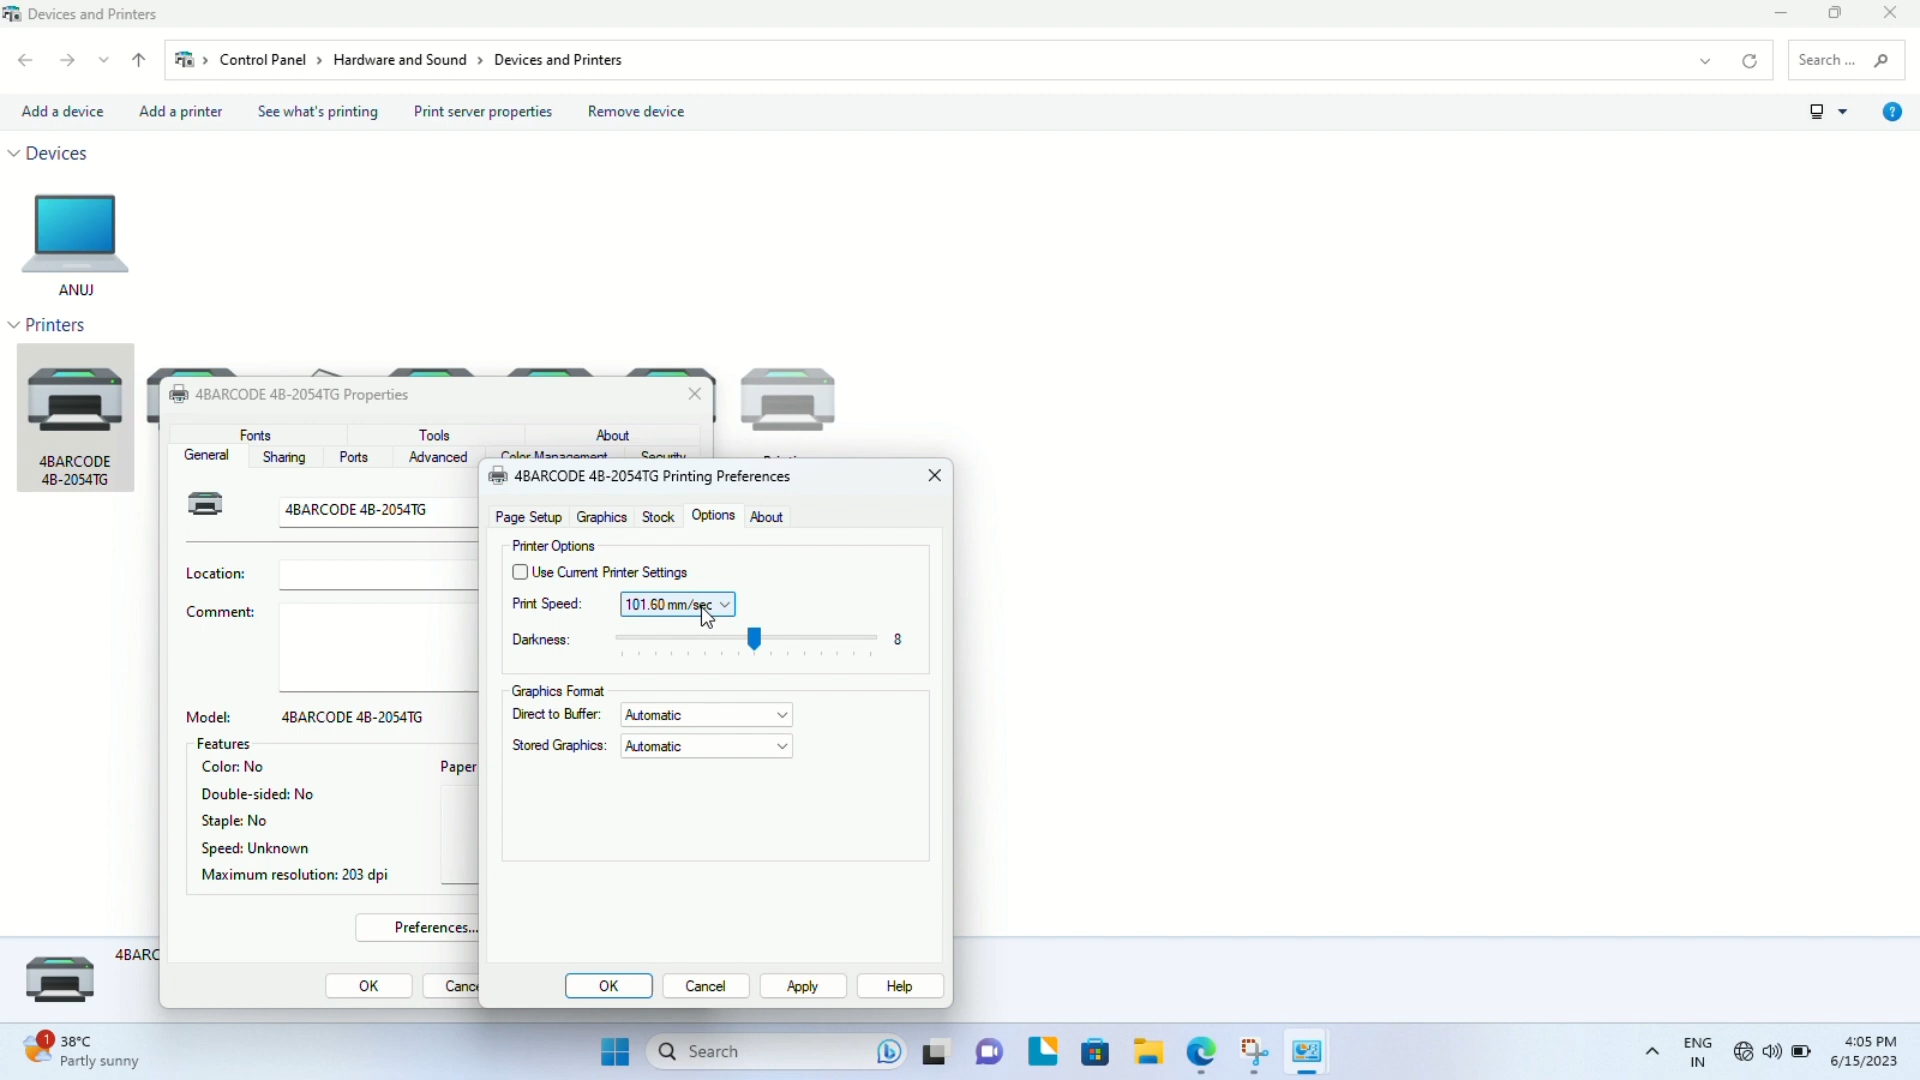 Devices and Printers
Control Panel > Hardware and Sound > Devices and Printers
Search ...
Add a device Add a printer See what's printing Print server properties Remove device
Devices
ANUJ
Printers
4BARCODE
4B-2054TG
4BARCODE 4B-2054TG Properties
Fonts Tools About
General Sharing Ports Advanced Color Management Security
4BARCODE 4B-2054TG
Location:
Comment:
Model: 4BARCODE 4B-2054TG
Features
Color: No
Paper
Double-sided: No
Staple: No
Speed: Unknown
Maximum resolution: 203 dpi
Preferences...
OK Cance
4BARCODE 4B-2054TG Printing Preferences
Page Setup Graphics Stock Options About
Printer Options
Use Current Printer Settings
Print Speed: 101.60 mm/sec
Darkness: 8
Graphics Format
Direct to Buffer: Automatic
Stored Graphics: Automatic
OK Cancel Apply Help
4BARC
1
38°C
Partly sunny
Search
ENG
IN
4:05 PM
6/15/2023